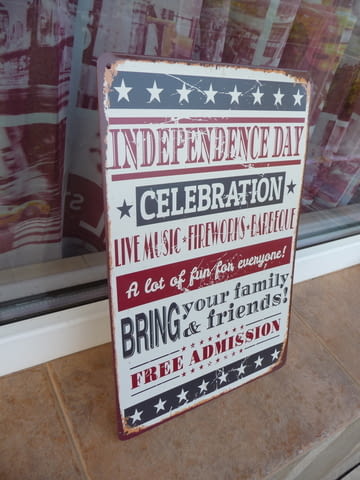 INDEPENDENCE DAY
CELEBRATION
LIVE MUSIC ★ FIREWORKS ★ BARBEQUE
A lot of fun for everyone!
BRING your family
& friends!
FREE ADMISSION